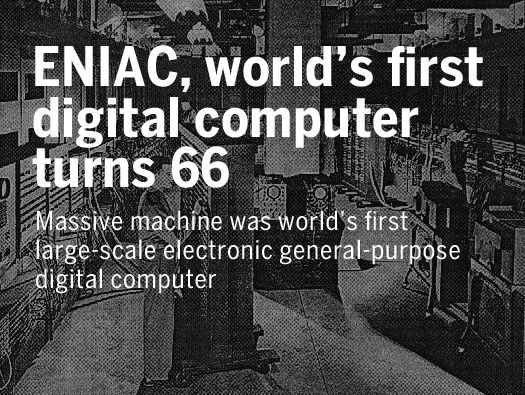 ENIAC, world's first
digital computer
turns 66
Massive machine was world's first
large-scale electronic general-purpose
digital computer